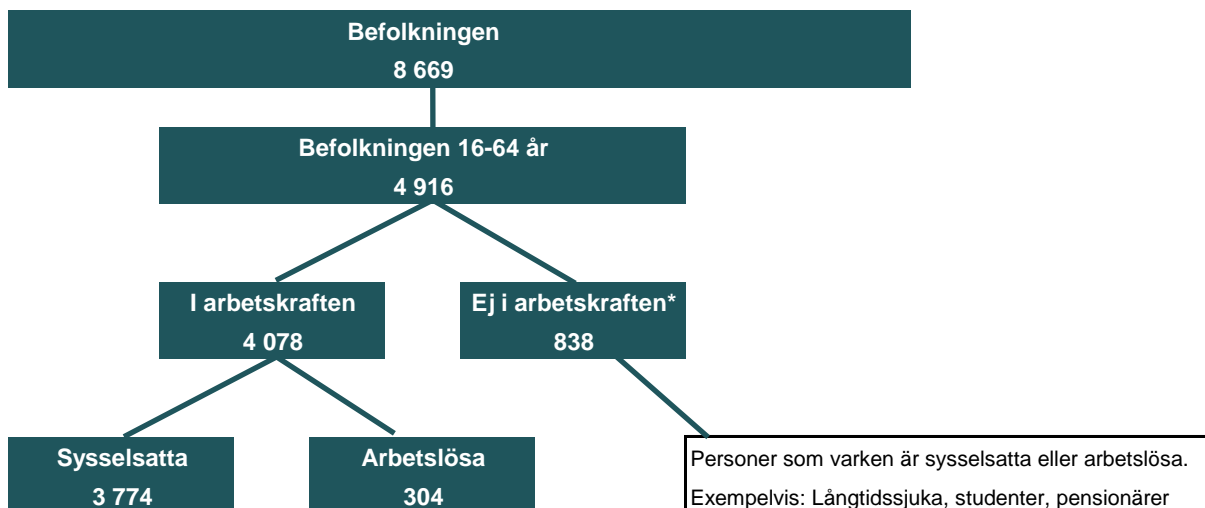 Befolkningen
8 669
Befolkningen 16-64 år
4 916
I arbetskraften
4 078
Ej i arbetskraften*
838
Sysselsatta
3 774
Arbetslösa
304
Personer som varken är sysselsatta eller arbetslösa.
Exempelvis: Långtidssjuka, studenter, pensionärer